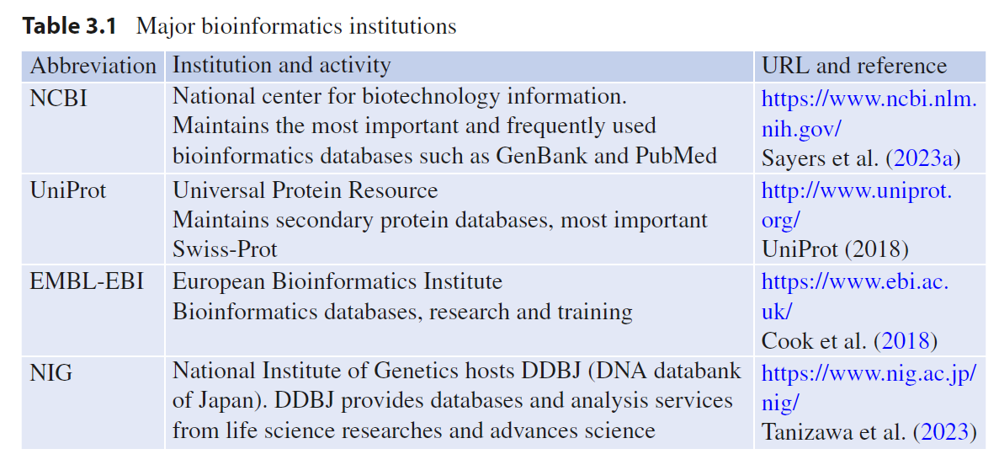 Table 3.1 Major bioinformatics institutions
Abbreviation Institution and activity URL and reference
NCBI
National center for biotechnology information.
Maintains the most important and frequently used
bioinformatics databases such as GenBank and PubMed
https://www.ncbi.nlm.
nih.gov/
Sayers et al. (2023a)
UniProt
Universal Protein Resource
Maintains secondary protein databases, most important
Swiss-Prot
http://www.uniprot.
org/
UniProt (2018)
EMBL-EBI
European Bioinformatics Institute
Bioinformatics databases, research and training
https://www.ebi.ac.
uk/
Cook et al. (2018)
NIG
National Institute of Genetics hosts DDBJ (DNA databank
of Japan). DDBJ provides databases and analysis services
from life science researches and advances science
https://www.nig.ac.jp/
nig/
Tanizawa et al. (2023)